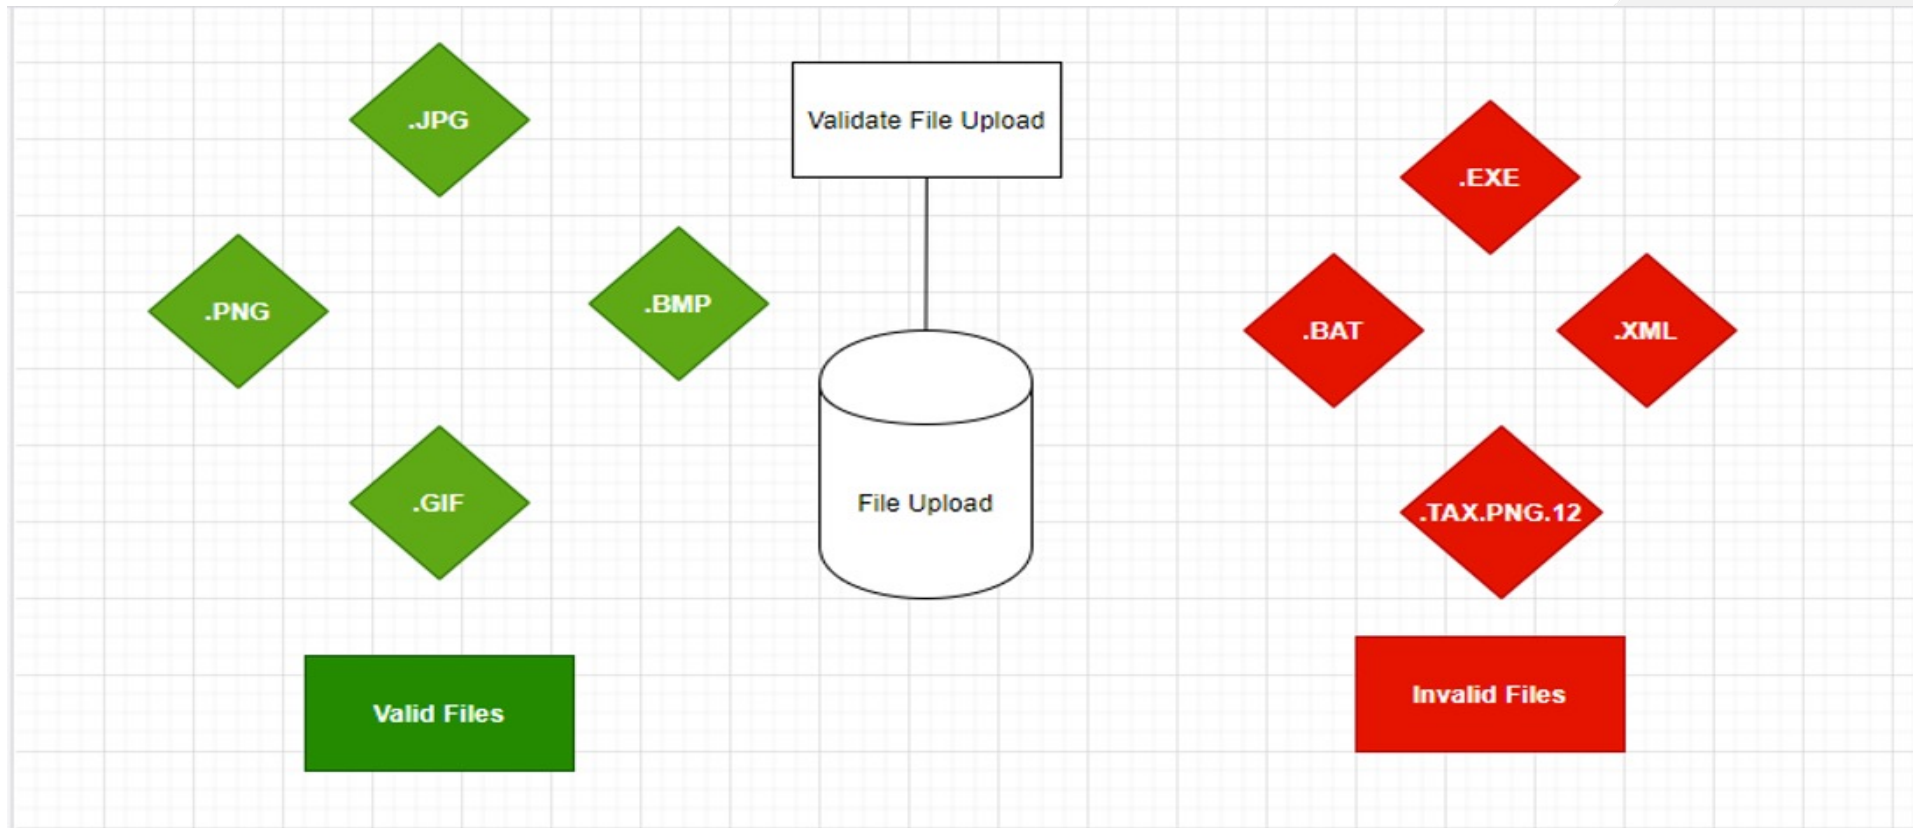 .JPG
Validate File Upload
.EXE
.PNG
.BMP
.BAT
.XML
.GIF
File Upload
.TAX.PNG.12
Valid Files
Invalid Files